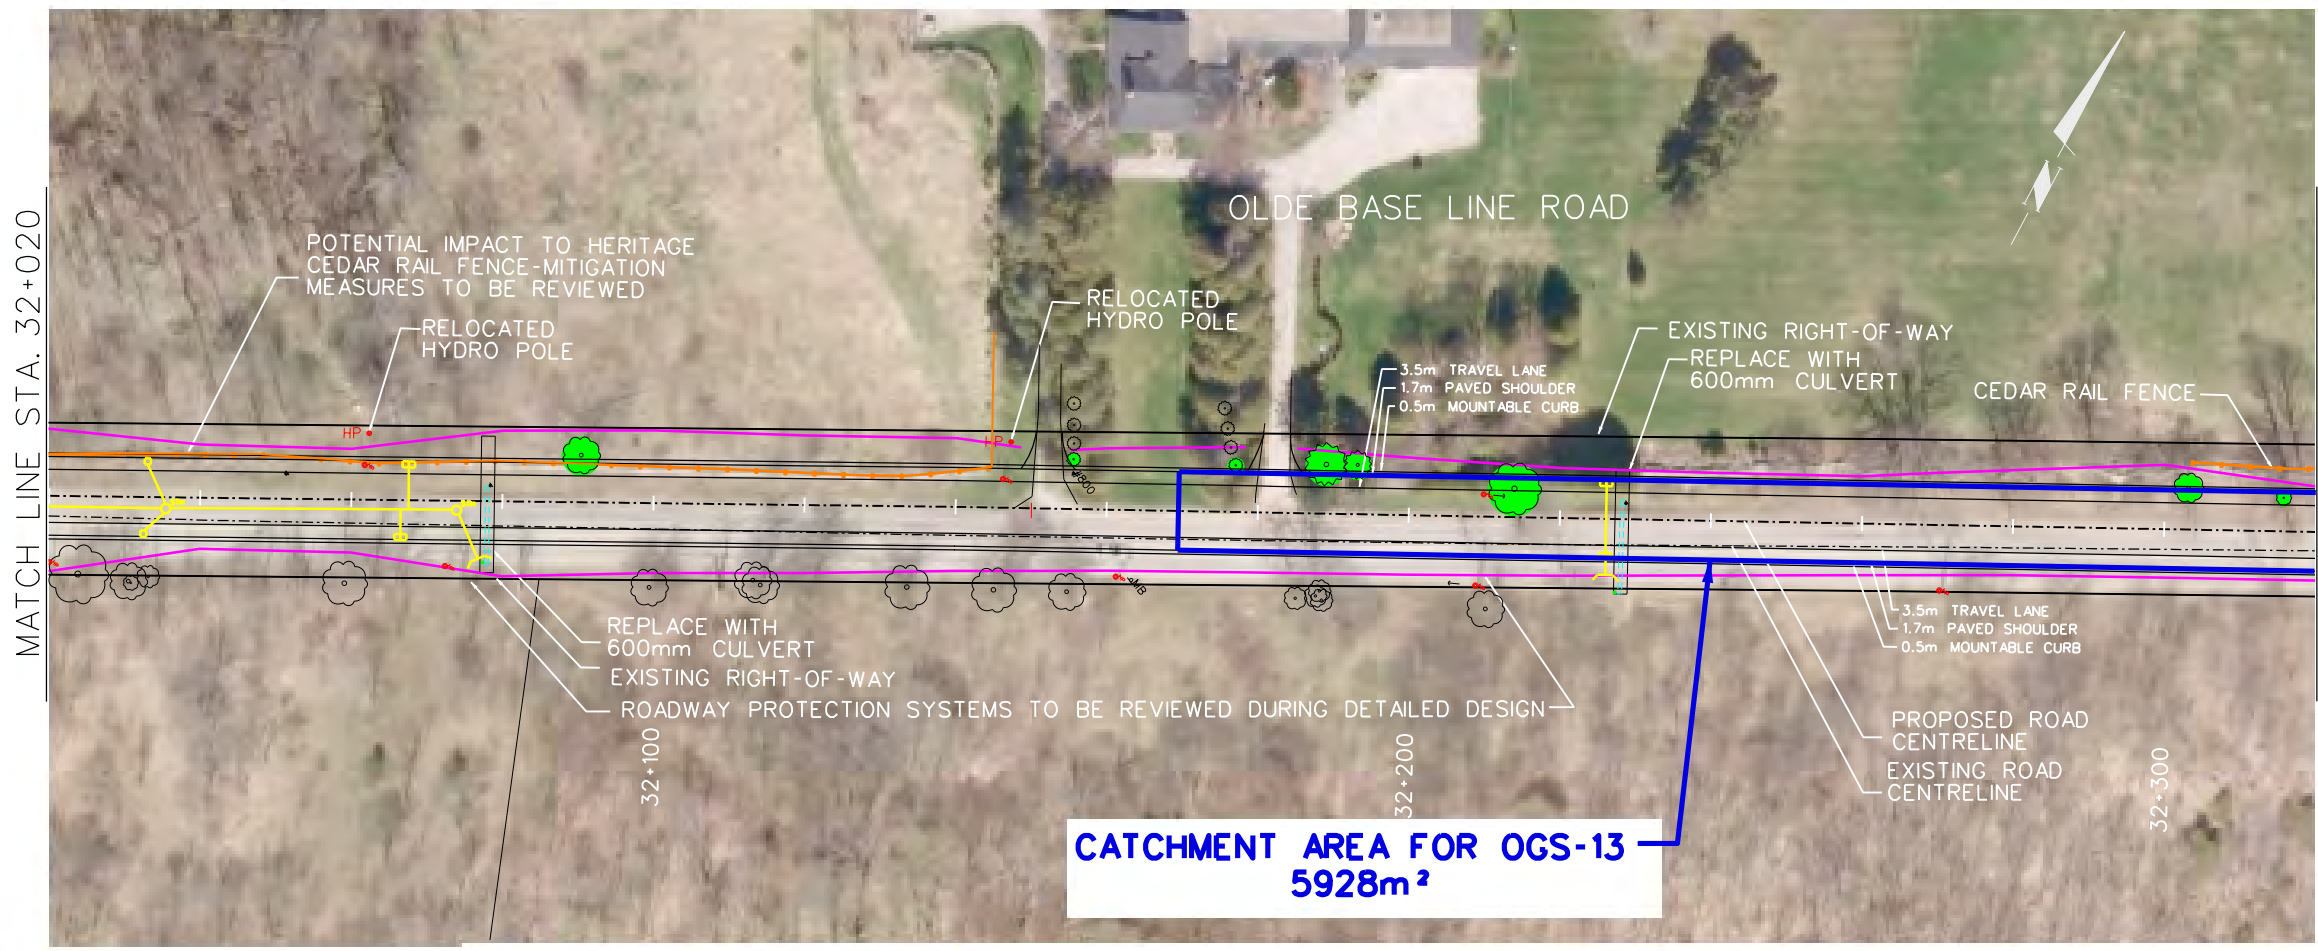 MATCH LINE STA. 32+020
OLDE BASE LINE ROAD
POTENTIAL IMPACT TO HERITAGE
CEDAR RAIL FENCE-MITIGATION
MEASURES TO BE REVIEWED
RELOCATED
HYDRO POLE
RELOCATED
HYDRO POLE
EXISTING RIGHT-OF-WAY
REPLACE WITH
600mm CULVERT
3.5m TRAVEL LANE
1.7m PAVED SHOULDER
0.5m MOUNTABLE CURB
CEDAR RAIL FENCE
HP
HP
MB
REPLACE WITH
600mm CULVERT
EXISTING RIGHT-OF-WAY
ROADWAY PROTECTION SYSTEMS TO BE REVIEWED DURING DETAILED DESIGN
3.5m TRAVEL LANE
1.7m PAVED SHOULDER
0.5m MOUNTABLE CURB
PROPOSED ROAD
CENTRELINE
EXISTING ROAD
CENTRELINE
32+100
32+200
32+300
CATCHMENT AREA FOR OGS-13
5928m²